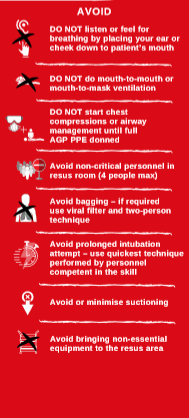 AVOID
DO NOT listen or feel for
breathing by placing your ear or
cheek down to patient's mouth
DO NOT do mouth-to-mouth or
mouth-to-mask ventilation
DO NOT start chest
compressions or airway
management until full
AGP PPE donned
Avoid non-critical personnel in
resus room (4 people max)
Avoid bagging – if required
use viral filter and two-person
technique
Avoid prolonged intubation
attempt – use quickest technique
performed by personnel
competent in the skill
Avoid or minimise suctioning
Avoid bringing non-essential
equipment to the resus area